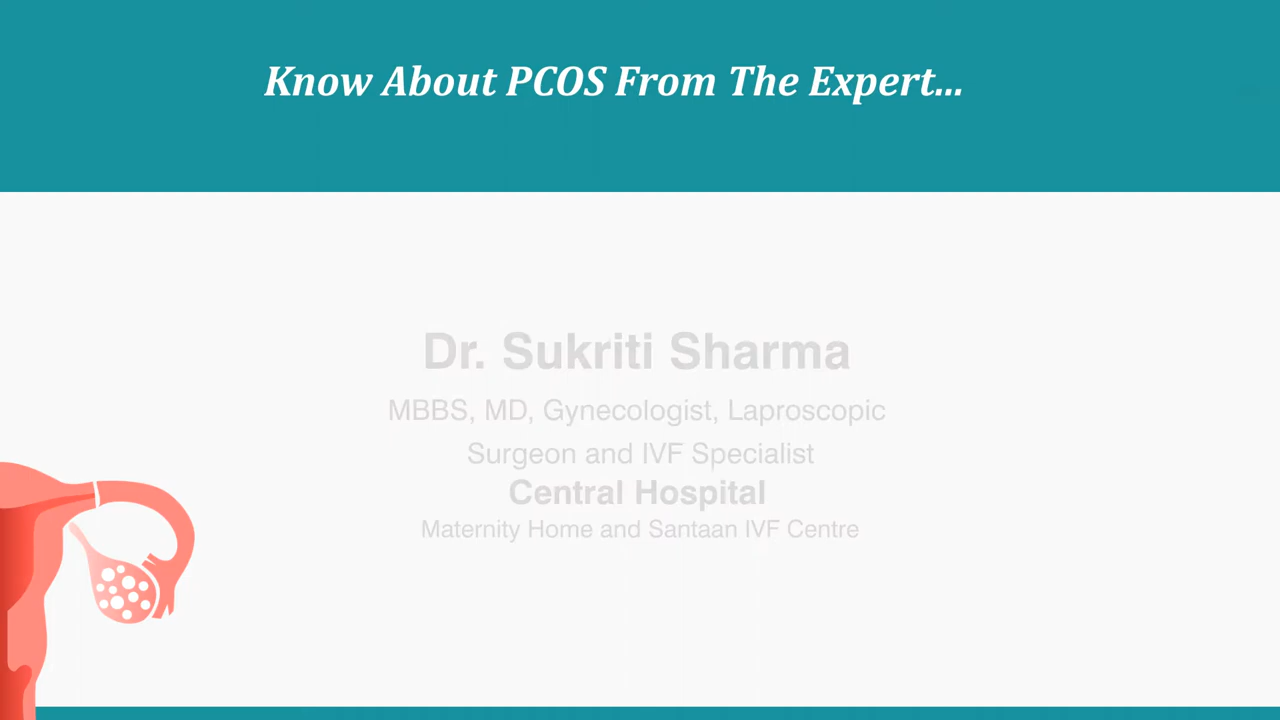 Know About PCOS From The Expert...
Dr. Sukriti Sharma
MBBS, MD, Gynecologist, Laproscopic
Surgeon and IVF Specialist
Central Hospital
Maternity Home and Santaan IVF Centre